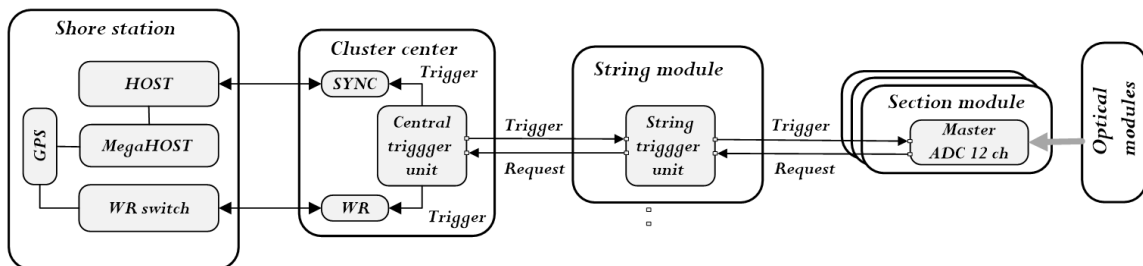 Shore station
HOST
GPS
MegaHOST
WR switch
Cluster center
SYNC
Trigger
Central
triggger
unit
WR
Trigger
Trigger
Request
String module
String
triggger
unit
Trigger
Request
Section module
Master
ADC 12 ch
Optical
modules